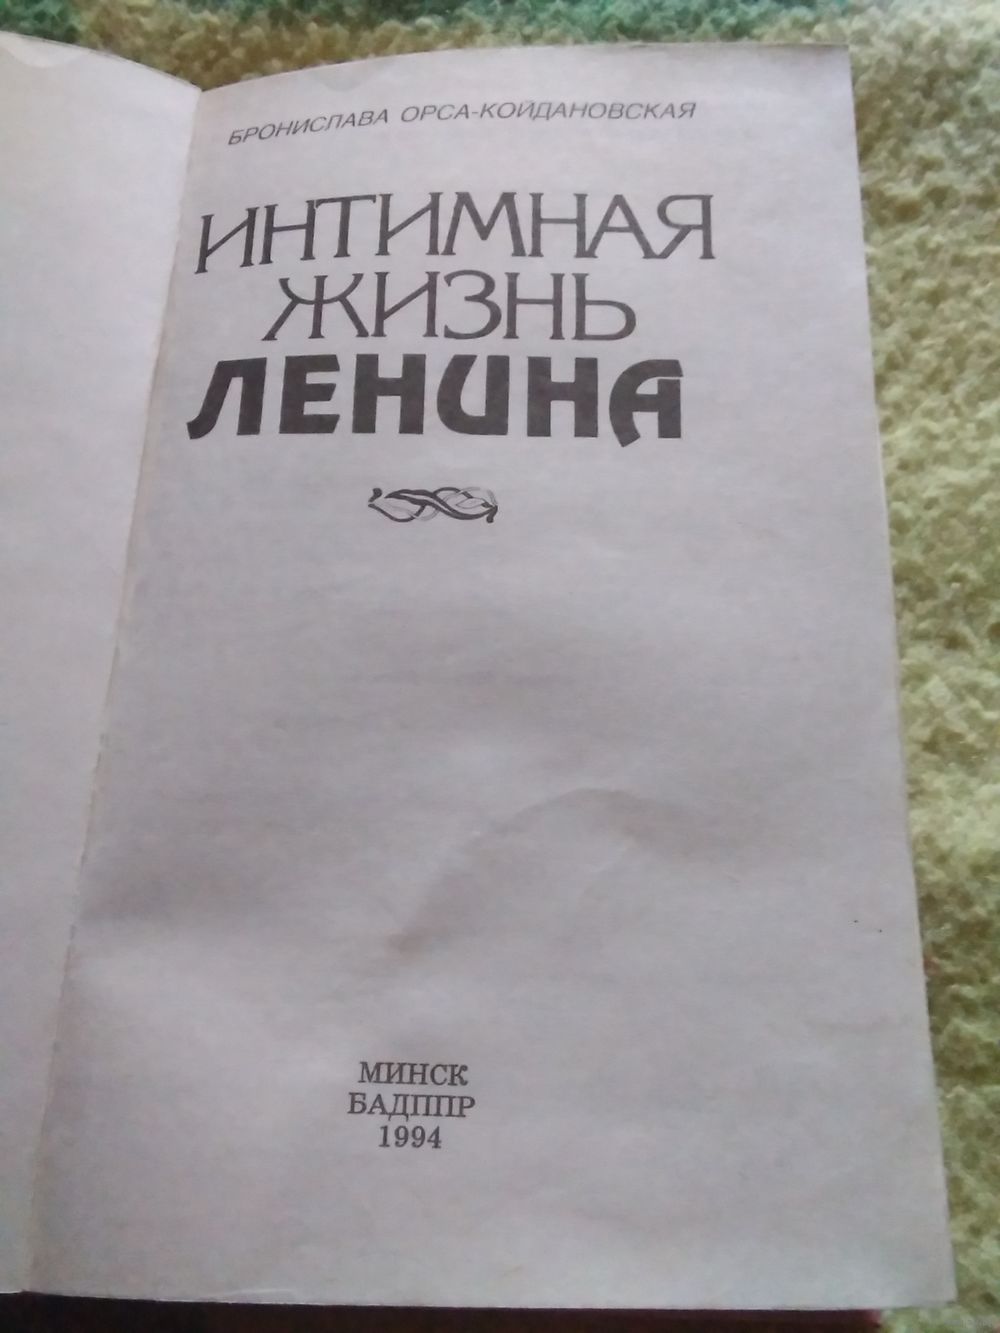 БРОНИСЛАВА ОРСА-КОЙДАНОВСКАЯ
ИНТИМНАЯ
ЖИЗНЬ
ЛЕНИНА
МИНСК
БАДППР
1994